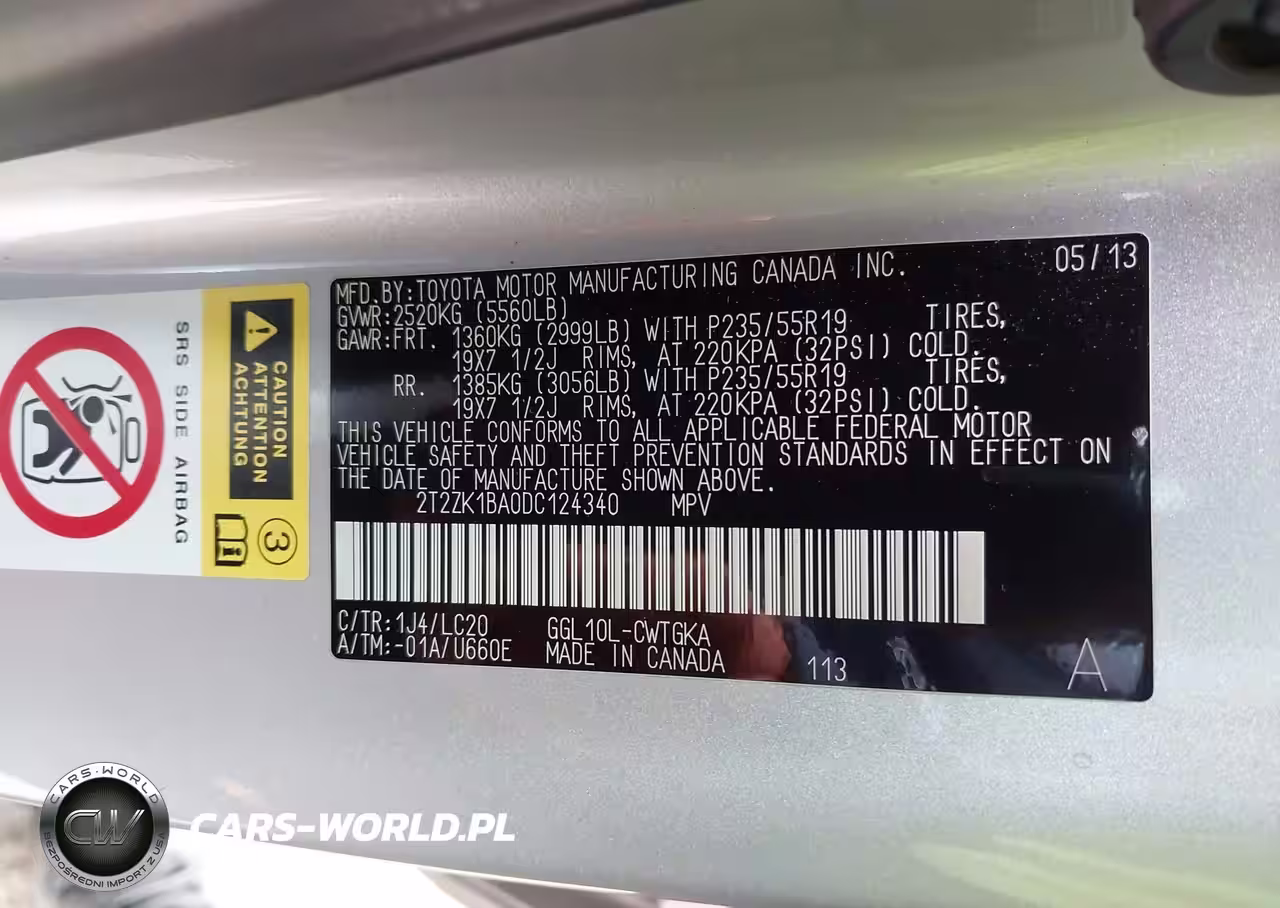 MFD.BY:TOYOTA MOTOR MANUFACTURING CANADA INC. 05/13
GVWR:2520KG (5560LB)
GAWR:FRT. 1360KG (2999LB) WITH P235/55R19 TIRES,
19X7 1/2J RIMS, AT 220KPA (32PSI) COLD.
RR. 1385KG (3056LB) WITH P235/55R19 TIRES,
19X7 1/2J RIMS, AT 220KPA (32PSI) COLD.
THIS VEHICLE CONFORMS TO ALL APPLICABLE FEDERAL MOTOR
VEHICLE SAFETY AND THEFT PREVENTION STANDARDS IN EFFECT ON
THE DATE OF MANUFACTURE SHOWN ABOVE.
2T2ZK1BA0DC124340 MPV
C/TR:1J4/LC20 GGL10L-CWTGKA
A/TM:-01A/U660E MADE IN CANADA 113 A
CAUTION
ATTENTION
ACHTUNG
3
SRS SIDE AIRBAG
CARS-WORLD
CW
BEZPOŚREDNI IMPORT Z USA
CARS-WORLD.PL